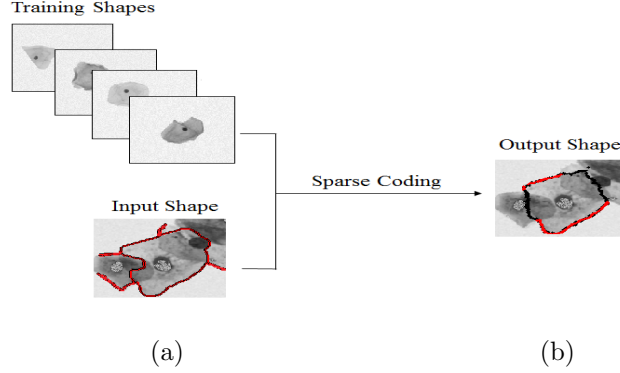 Training Shapes
Output Shape
Sparse Coding
Input Shape
(a)
(b)